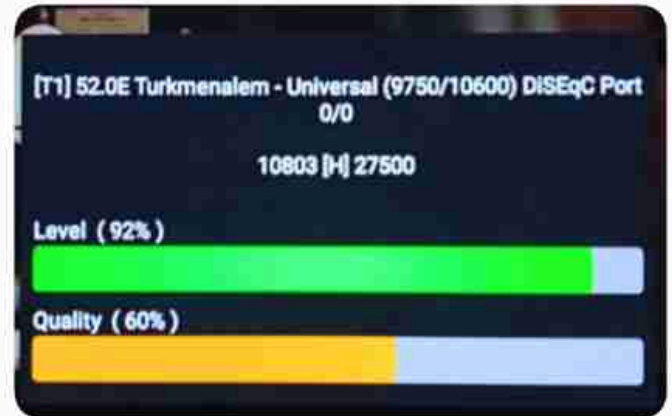 [T1] 52.0E Turkmenalem - Universal (9750/10600) DiSEqC Port
0/0
10803 [H] 27500
Level ( 92% )
Quality ( 60% )